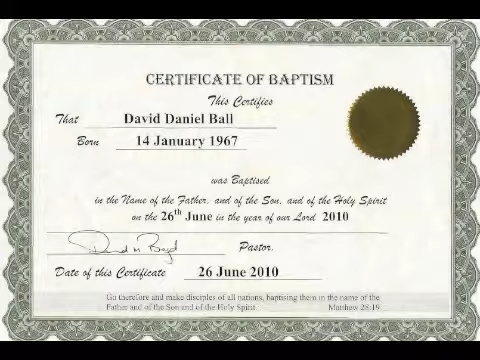 CERTIFICATE OF BAPTISM
This Certifies
That David Daniel Ball
Born 14 January 1967
was Baptised
in the Name of the Father, and of the Son, and of the Holy Spirit
on the 26th June in the year of our Lord 2010
Pastor.
Date of this Certificate 26 June 2010
Go therefore and make disciples of all nations, baptising them in the name of the
Father and of the Son and of the Holy Spirit. Matthew 28:19